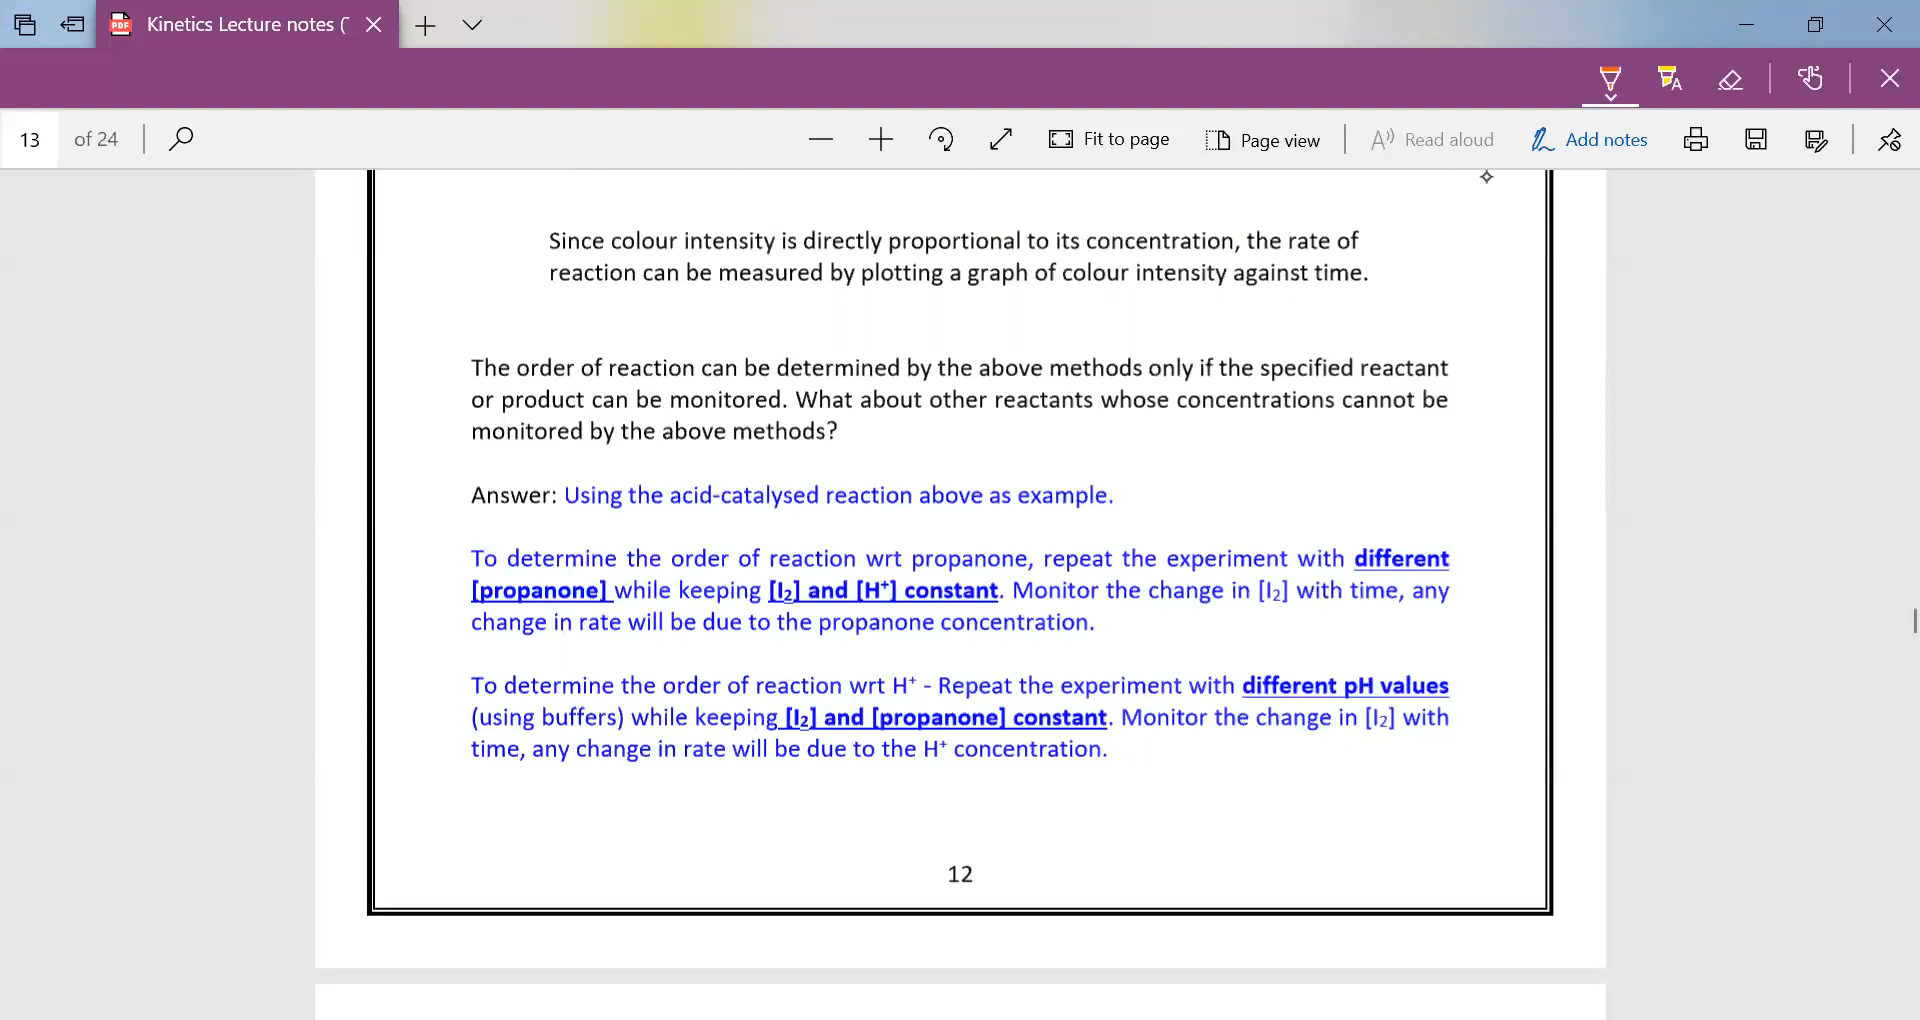 Kinetics Lecture notes (
13 of 24
Fit to page
Page view
Read aloud
Add notes
Since colour intensity is directly proportional to its concentration, the rate of
reaction can be measured by plotting a graph of colour intensity against time.
The order of reaction can be determined by the above methods only if the specified reactant
or product can be monitored. What about other reactants whose concentrations cannot be
monitored by the above methods?
Answer: Using the acid-catalysed reaction above as example.
To determine the order of reaction wrt propanone, repeat the experiment with different
[propanone] while keeping [I₂] and [H⁺] constant. Monitor the change in [I₂] with time, any
change in rate will be due to the propanone concentration.
To determine the order of reaction wrt H⁺ - Repeat the experiment with different pH values
(using buffers) while keeping [I₂] and [propanone] constant. Monitor the change in [I₂] with
time, any change in rate will be due to the H⁺ concentration.
12